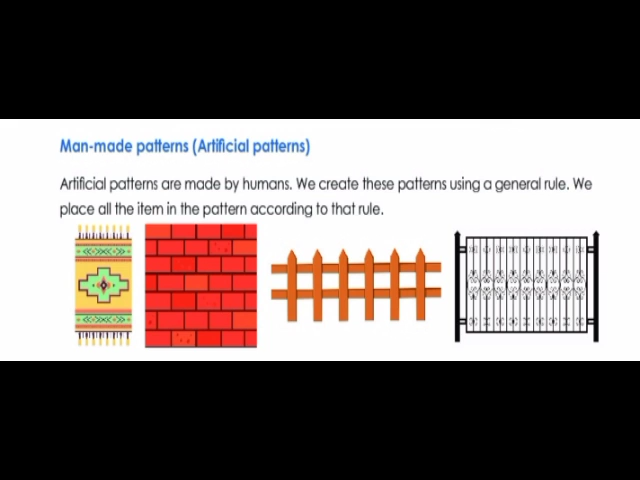 Man-made patterns (Artificial patterns)
Artificial patterns are made by humans. We create these patterns using a general rule. We
place all the item in the pattern according to that rule.